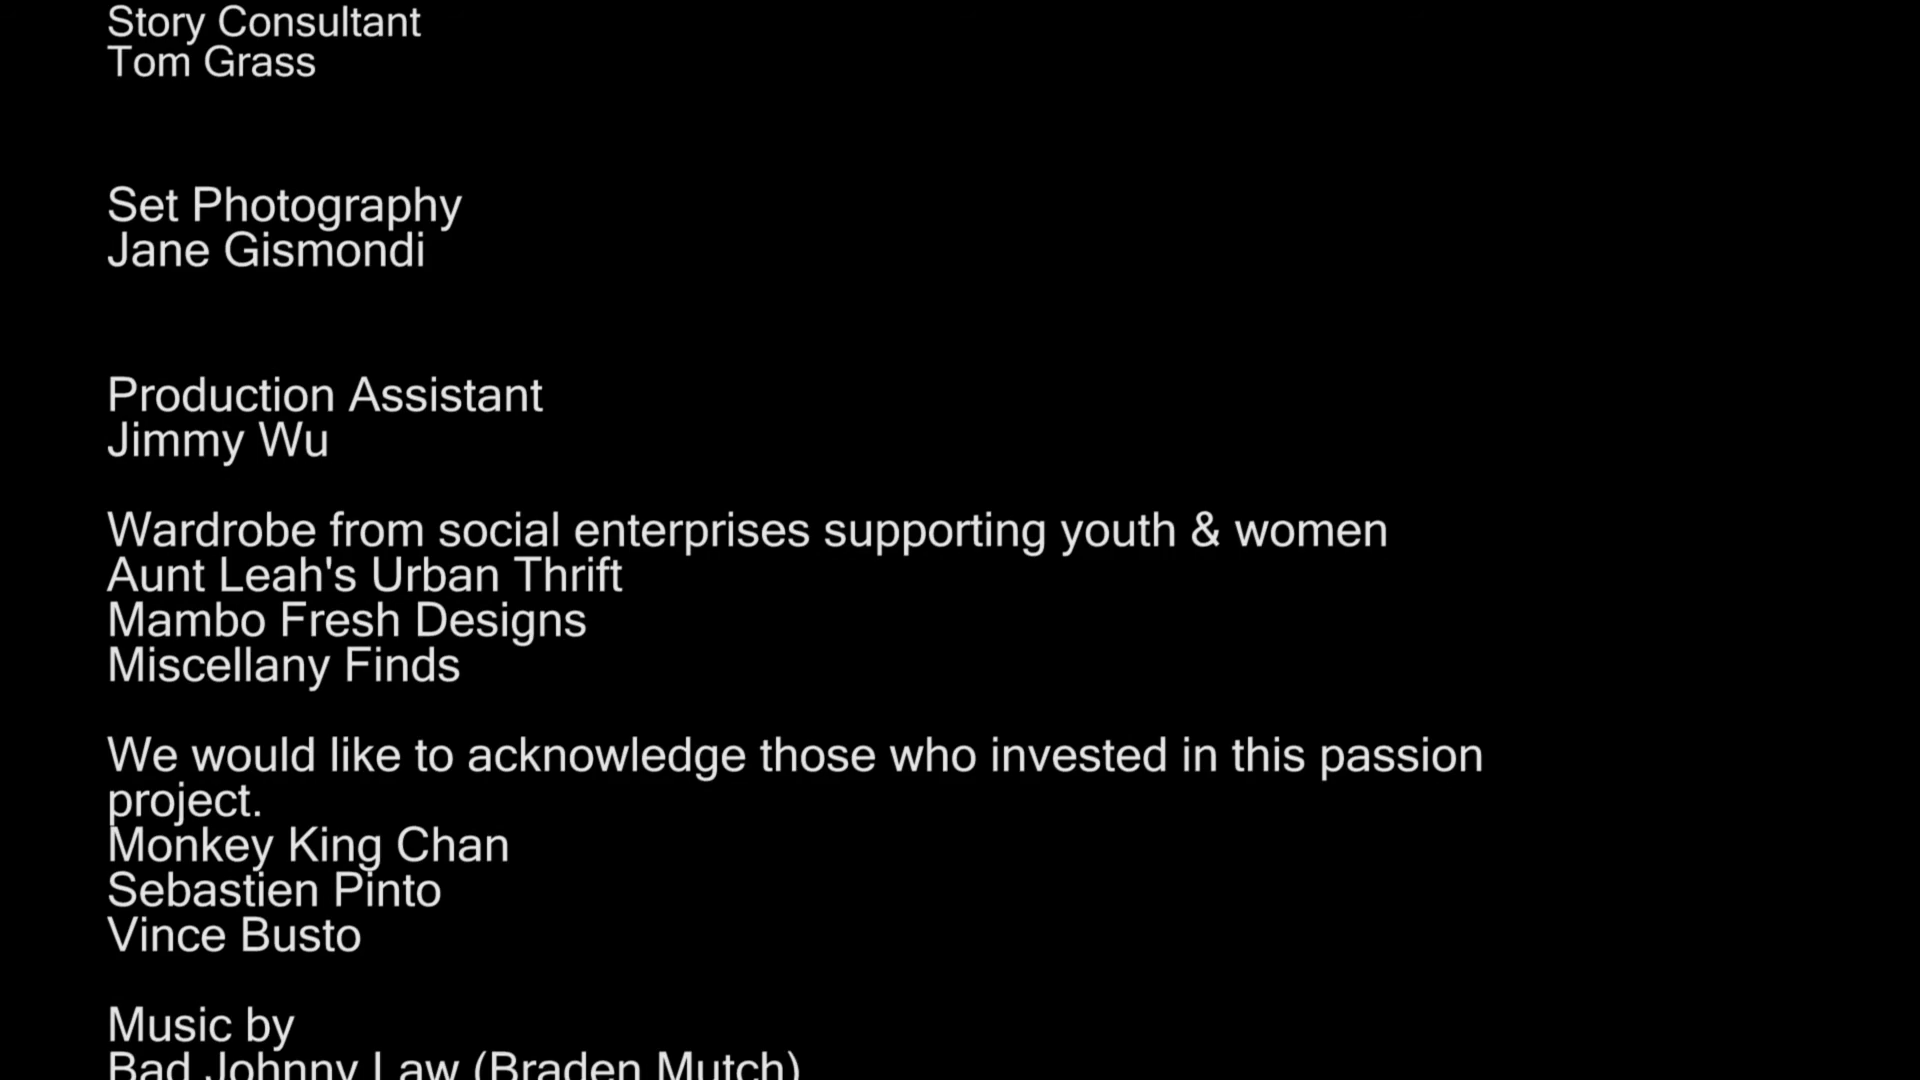 Story Consultant
Tom Grass
Set Photography
Jane Gismondi
Production Assistant
Jimmy Wu
Wardrobe from social enterprises supporting youth & women
Aunt Leah's Urban Thrift
Mambo Fresh Designs
Miscellany Finds
We would like to acknowledge those who invested in this passion
project.
Monkey King Chan
Sebastien Pinto
Vince Busto
Music by
Bad Johnny Law (Braden Mutch)